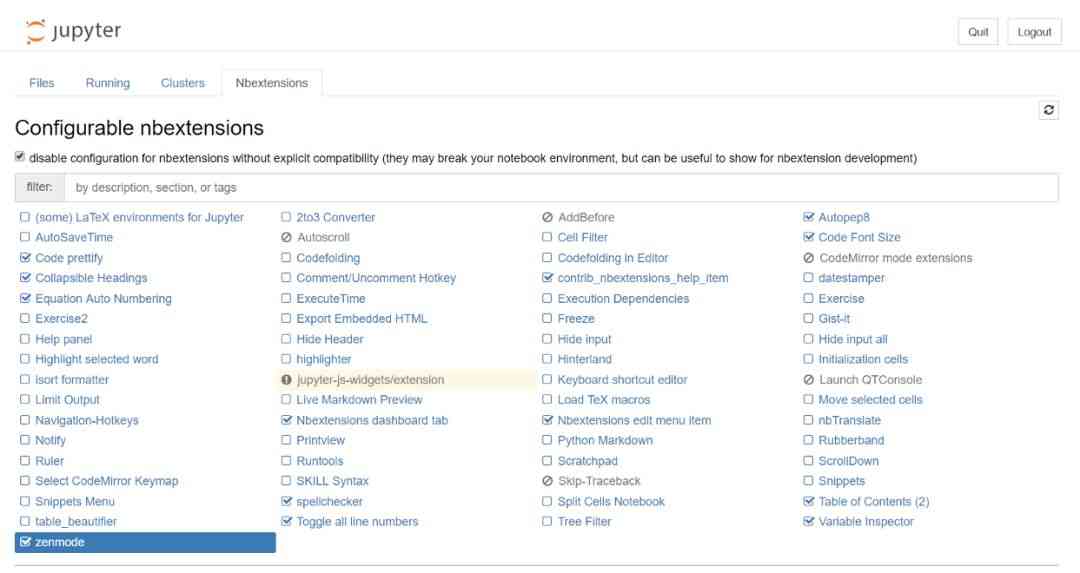 jupyter
Quit Logout
Files Running Clusters Nbextensions
Configurable nbextensions
disable configuration for nbextensions without explicit compatibility (they may break your notebook environment, but can be useful to show for nbextension development)
filter: by description, section, or tags
(some) LaTeX environments for Jupyter 2to3 Converter AddBefore Autopep8
AutoSaveTime Autoscroll Cell Filter Code Font Size
Code prettify Codefolding Codefolding in Editor CodeMirror mode extensions
Collapsible Headings Comment/Uncomment Hotkey contrib_nbextensions_help_item datestamper
Equation Auto Numbering ExecuteTime Execution Dependencies Exercise
Exercise2 Export Embedded HTML Freeze Gist-it
Help panel Hide Header Hide input Hide input all
Highlight selected word highlighter Hinterland Initialization cells
isort formatter jupyter-js-widgets/extension Keyboard shortcut editor Launch QTConsole
Limit Output Live Markdown Preview Load TeX macros Move selected cells
Navigation-Hotkeys Nbextensions dashboard tab Nbextensions edit menu item nbTranslate
Notify Printview Python Markdown Rubberband
Ruler Runtools Scratchpad ScrollDown
Select CodeMirror Keymap SKILL Syntax Skip-Traceback Snippets
Snippets Menu spellchecker Split Cells Notebook Table of Contents (2)
table_beautifier Toggle all line numbers Tree Filter Variable Inspector
zenmode